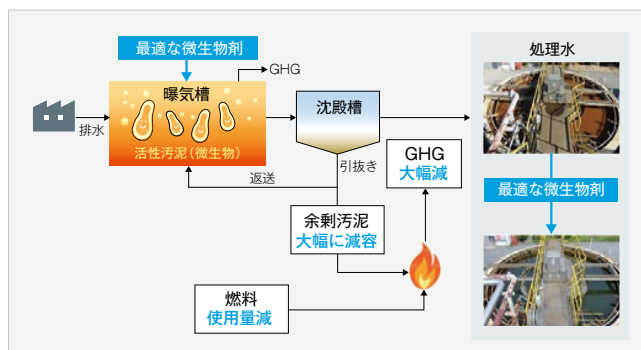 最適な微生物剤
GHG
曝気槽
活性汚泥(微生物)
排水
沈殿槽
引抜き
返送
余剰汚泥
大幅に減容
GHG
大幅減
燃料
使用量減
処理水
最適な微生物剤